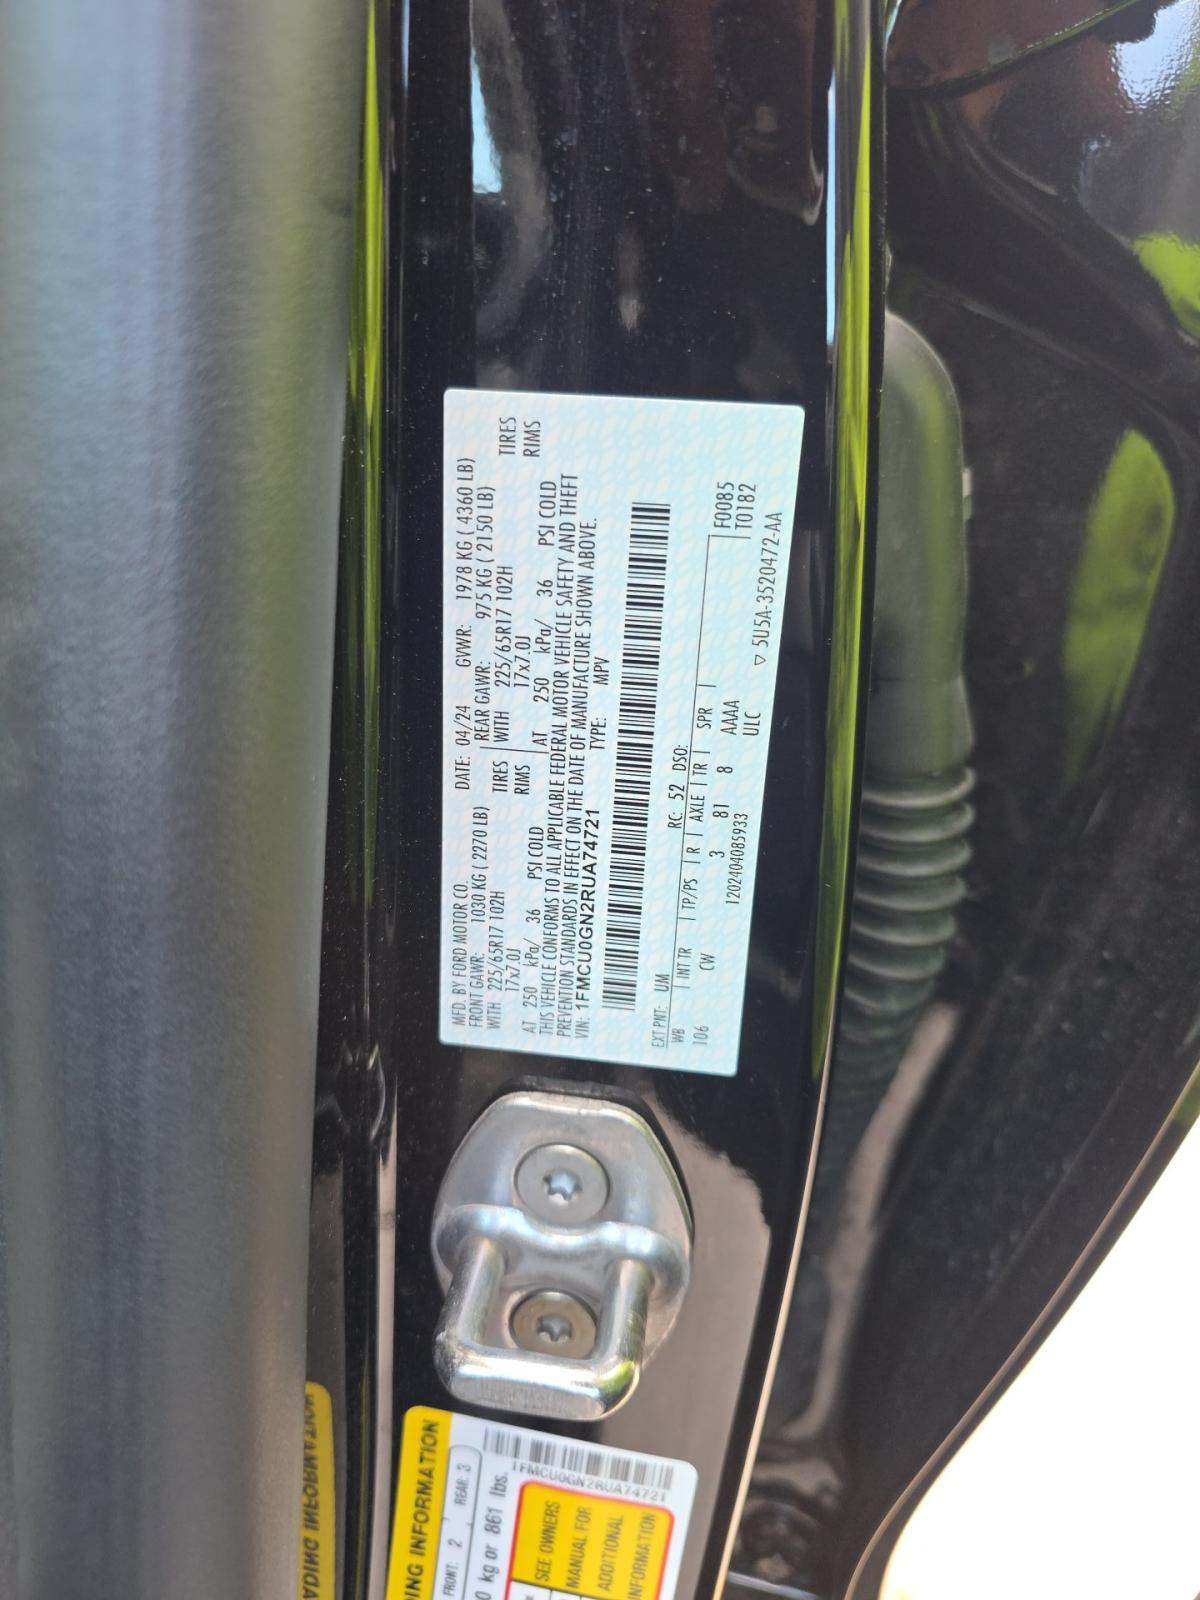 MFD. BY FORD MOTOR CO.
DATE: 04/24 GVWR: 1978 KG ( 4360 LB)
FRONT GAWR: 1030 KG ( 2270 LB)
REAR GAWR: 975 KG ( 2150 LB)
WITH 225/65R17 102H TIRES
WITH 225/65R17 102H TIRES
17x7.0J RIMS
17x7.0J RIMS
AT 250 kPa/ 36 PSI COLD
AT 250 kPa/ 36 PSI COLD
THIS VEHICLE CONFORMS TO ALL APPLICABLE FEDERAL MOTOR VEHICLE SAFETY AND THEFT
PREVENTION STANDARDS IN EFFECT ON THE DATE OF MANUFACTURE SHOWN ABOVE.
VIN: 1FMCU0GN2RUA74721
TYPE: MPV
EXT PNT: UM RC: 52 DSO:
WB INT TR TP/PS R AXLE TR SPR
F0085
106 CW 3 81 8 AAAA
T0182
1202404085933 ULC
▽ 5U5A-3520472-AA
ADING INFORMATION
DING INFORMATION
FRONT: 2 REAR: 3
kg or 861 lbs.
1FMCU0GN2RUA74721
SEE OWNERS
MANUAL FOR
ADDITIONAL
INFORMATION